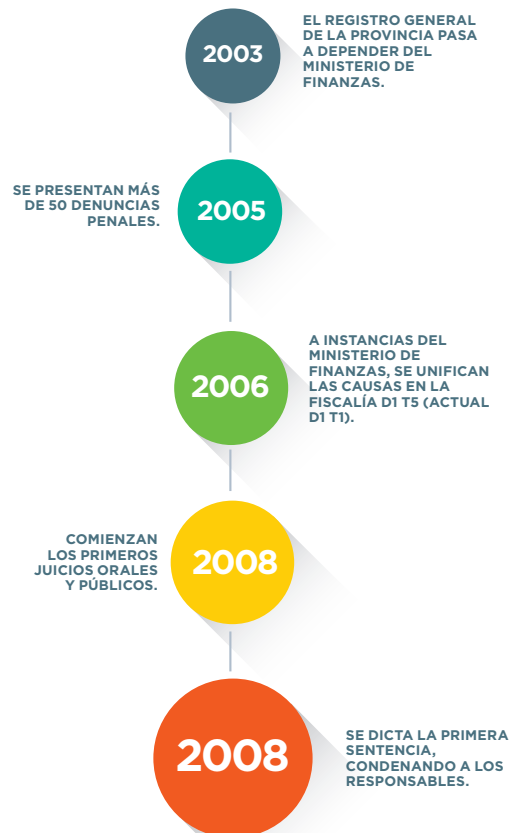 2003
EL REGISTRO GENERAL
DE LA PROVINCIA PASA
A DEPENDER DEL
MINISTERIO DE
FINANZAS.
SE PRESENTAN MÁS
DE 50 DENUNCIAS
PENALES.
2005
2006
A INSTANCIAS DEL
MINISTERIO DE
FINANZAS, SE UNIFICAN
LAS CAUSAS EN LA
FISCALÍA D1 T5 (ACTUAL
D1 T1).
COMIENZAN
LOS PRIMEROS
JUICIOS ORALES
Y PÚBLICOS.
2008
2008
SE DICTA LA PRIMERA
SENTENCIA,
CONDENANDO A LOS
RESPONSABLES.